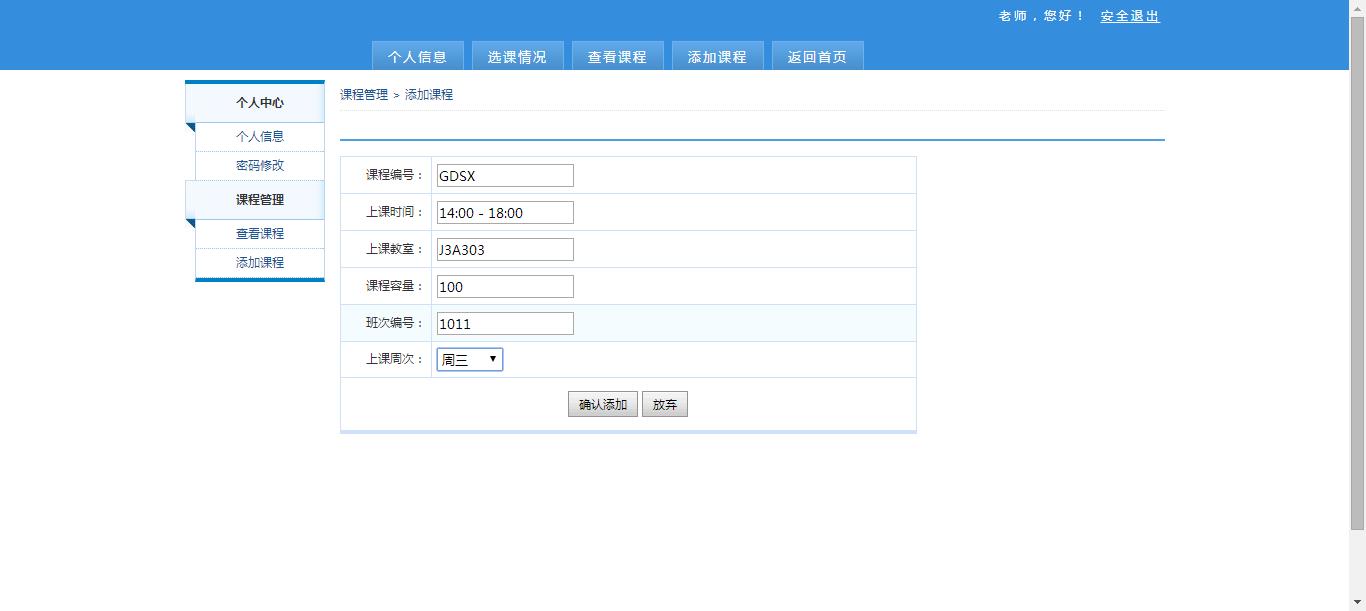 老师，您好！ 安全退出
个人信息 选课情况 查看课程 添加课程 返回首页
个人中心
个人信息
密码修改
课程管理
查看课程
添加课程
课程管理 > 添加课程
课程编号： GDSX
上课时间： 14:00 - 18:00
上课教室： J3A303
课程容量： 100
班次编号： 1011
上课周次： 周三
确认添加 放弃